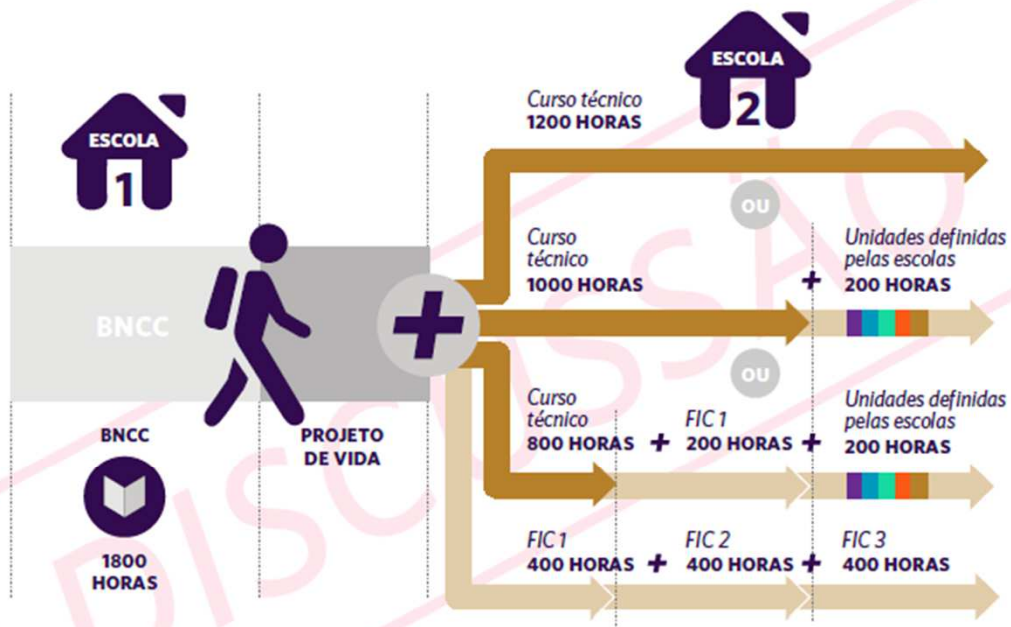 ESCOLA
1
BNCC
BNCC
1800
HORAS
PROJETO
DE VIDA
+
ESCOLA
2
Curso técnico
1200 HORAS
OU
Curso
técnico
1000 HORAS
+
Unidades definidas
pelas escolas
200 HORAS
OU
Curso
técnico
800 HORAS
+
FIC 1
200 HORAS
+
Unidades definidas
pelas escolas
200 HORAS
FIC 1
400 HORAS
+
FIC 2
400 HORAS
+
FIC 3
400 HORAS
DISCUSSÃO